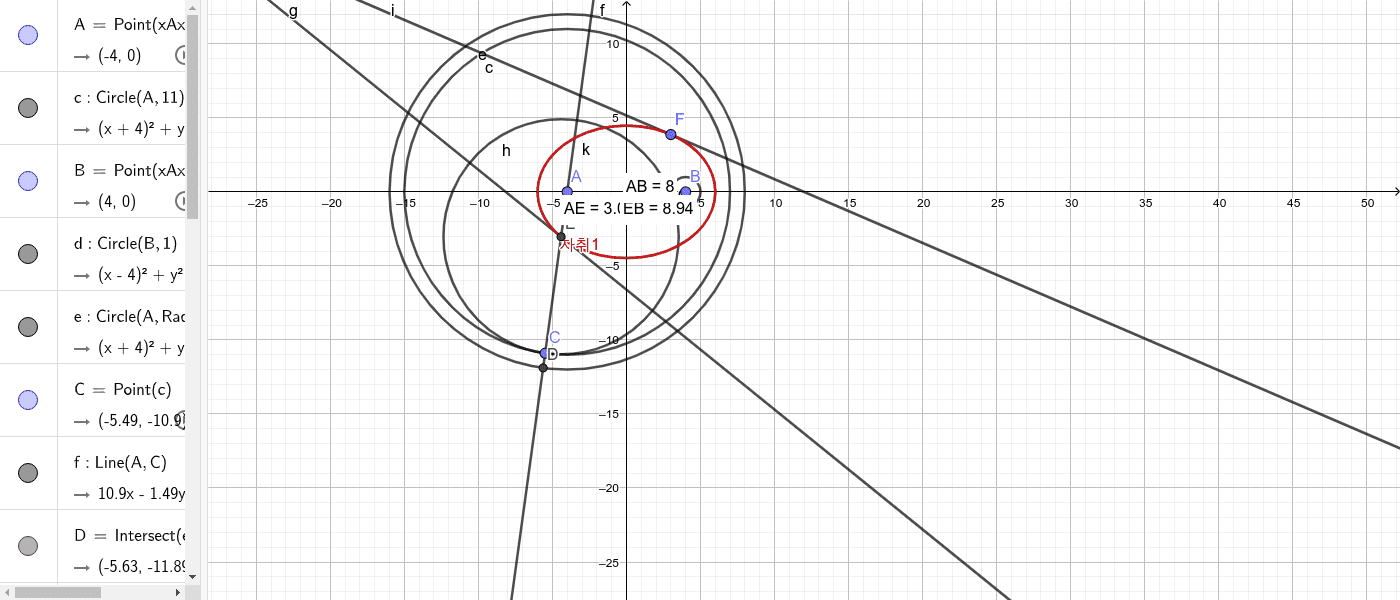 A = Point(xAx
→ (-4, 0)
c : Circle(A, 11)
→ (x + 4)² + y
B = Point(xAx
→ (4, 0)
d : Circle(B, 1)
→ (x - 4)² + y²
e : Circle(A, Rad
→ (x + 4)² + y
C = Point(c)
→ (-5.49, -10.9
f : Line(A, C)
→ 10.9x - 1.49y
D = Intersect(e
→ (-5.63, -11.89
g
i
f
10
e
c
5
F
h
k
A
B
AB = 8
−25
−20
−15
−10
−5
5
10
15
20
25
30
35
40
45
50
AE = 3.0
EB = 8.94
E
자취1
−5
−10
C
D
−15
−20
−25